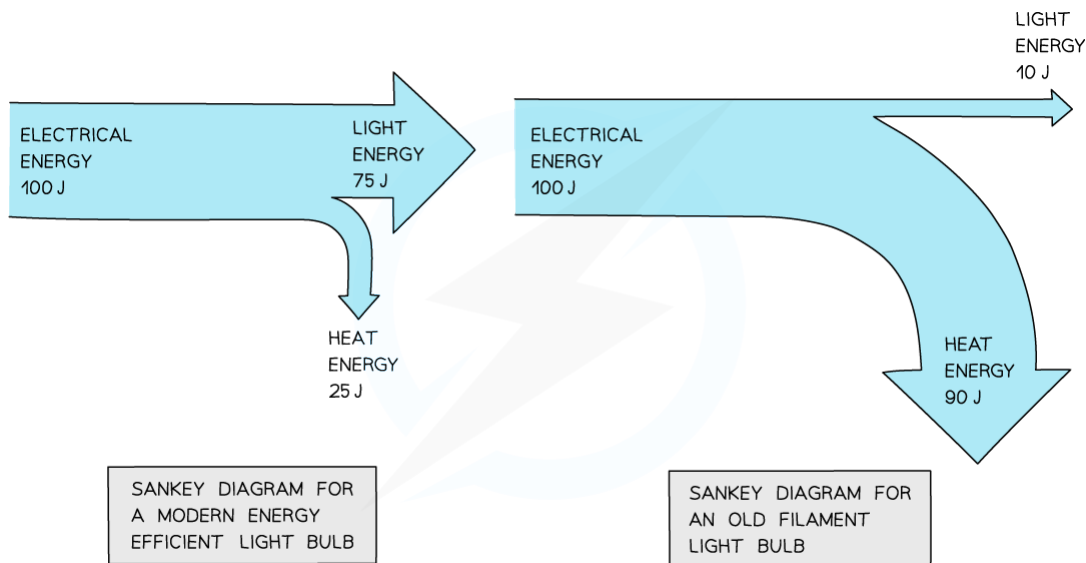 ELECTRICAL
ENERGY
100 J
LIGHT
ENERGY
75 J
HEAT
ENERGY
25 J
SANKEY DIAGRAM FOR
A MODERN ENERGY
EFFICIENT LIGHT BULB
ELECTRICAL
ENERGY
100 J
LIGHT
ENERGY
10 J
HEAT
ENERGY
90 J
SANKEY DIAGRAM FOR
AN OLD FILAMENT
LIGHT BULB